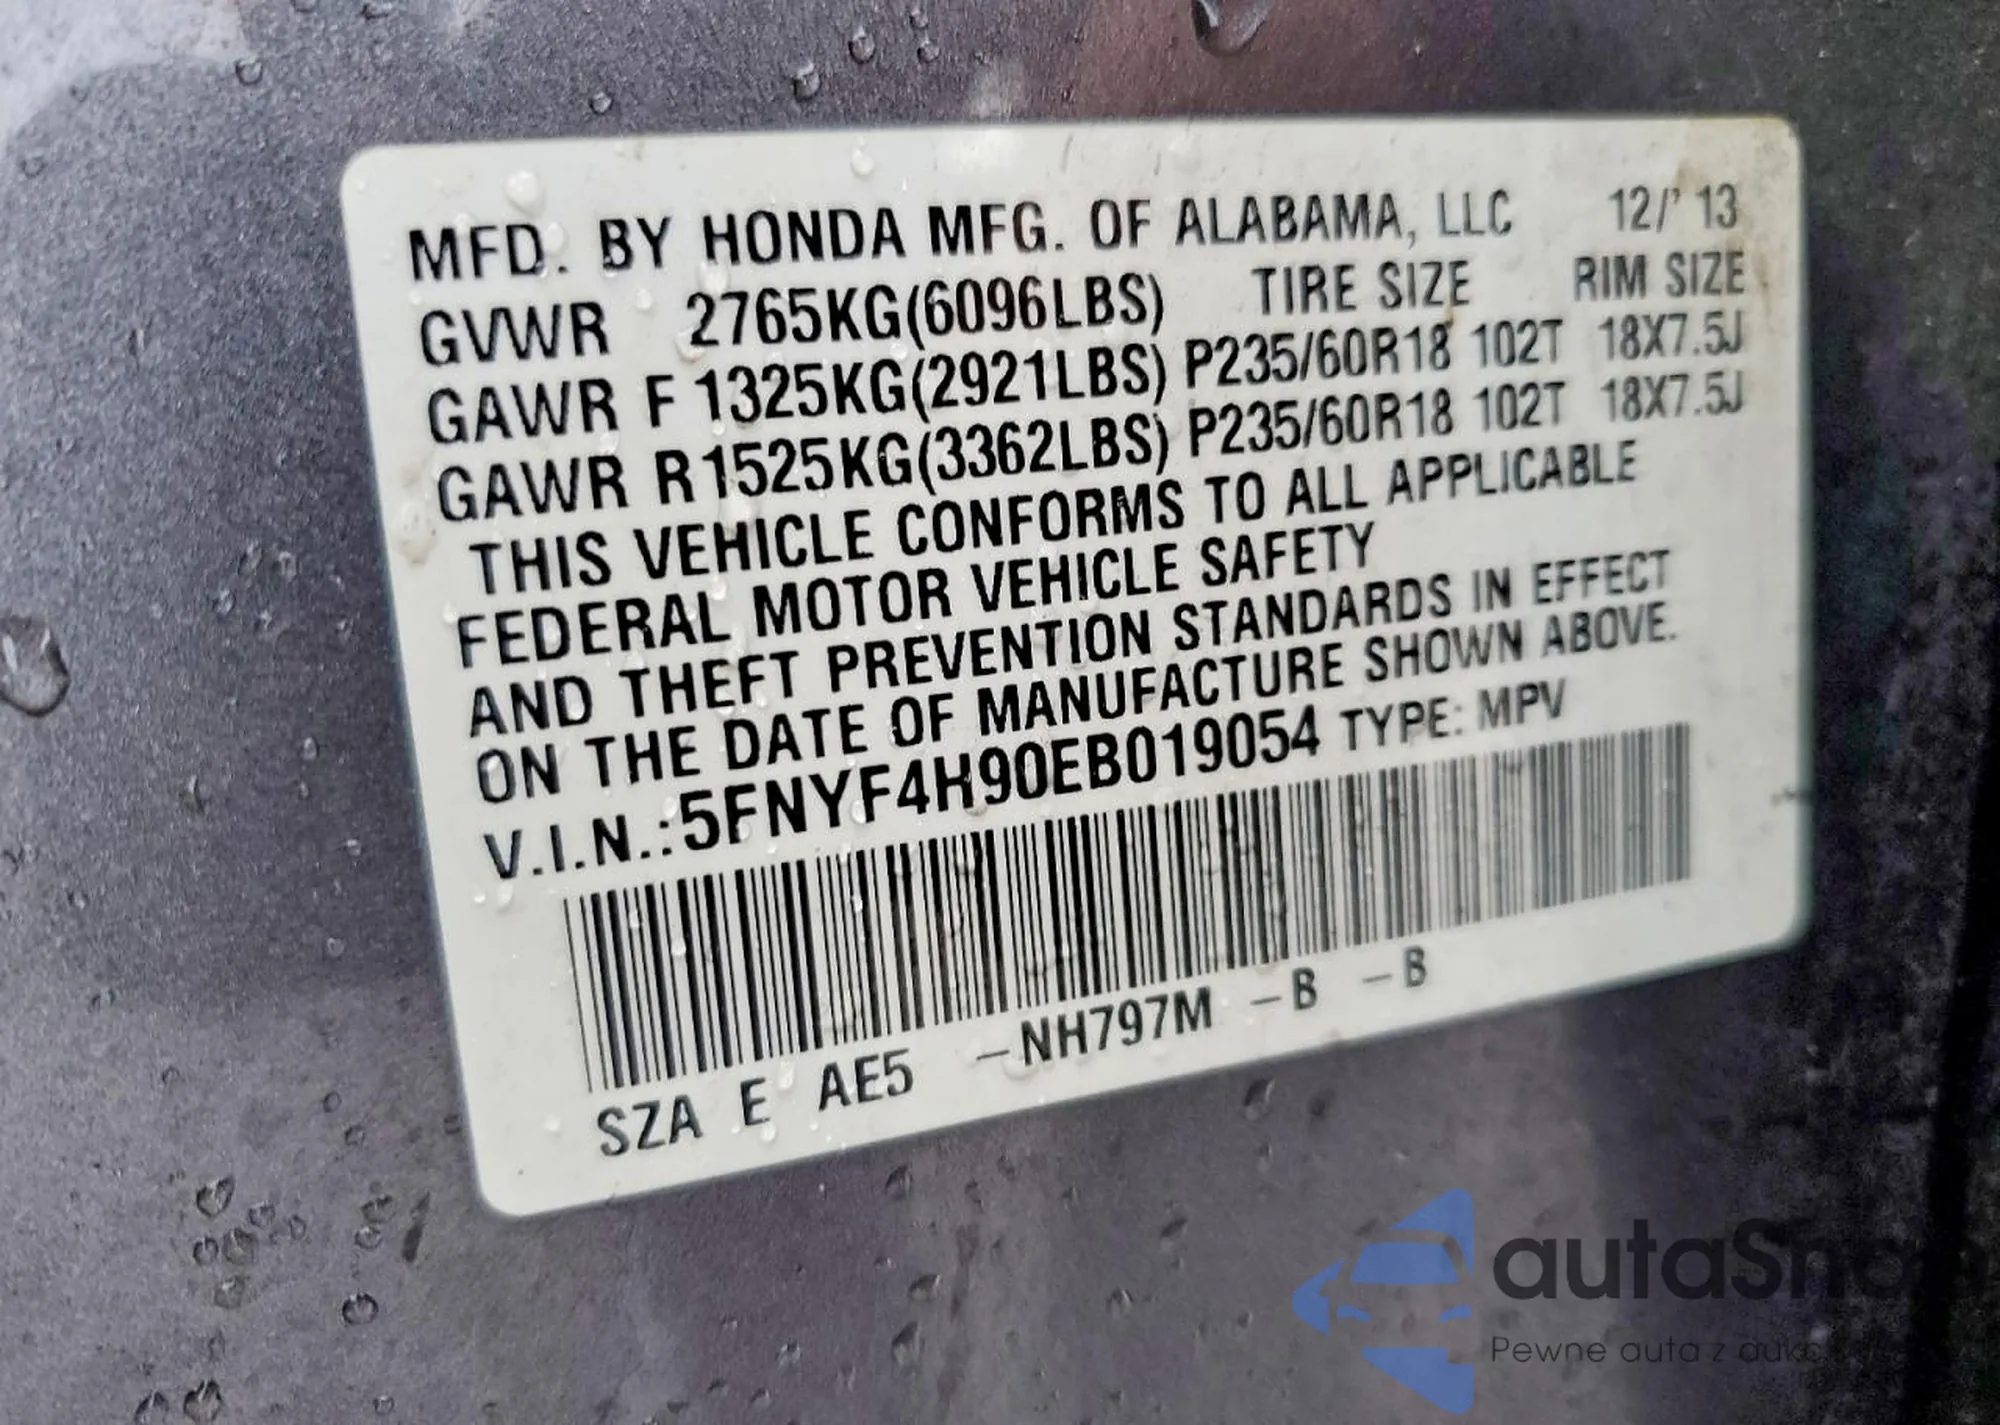 MFD. BY HONDA MFG. OF ALABAMA, LLC 12/' 13
GVWR 2765KG(6096LBS) TIRE SIZE RIM SIZE
GAWR F 1325KG(2921LBS) P235/60R18 102T 18X7.5J
GAWR R 1525KG(3362LBS) P235/60R18 102T 18X7.5J
THIS VEHICLE CONFORMS TO ALL APPLICABLE
FEDERAL MOTOR VEHICLE SAFETY
AND THEFT PREVENTION STANDARDS IN EFFECT
ON THE DATE OF MANUFACTURE SHOWN ABOVE.
V.I.N.:5FNYF4H90EB019054 TYPE: MPV
SZA E AE5 –NH797M –B –B
Pewne auta z